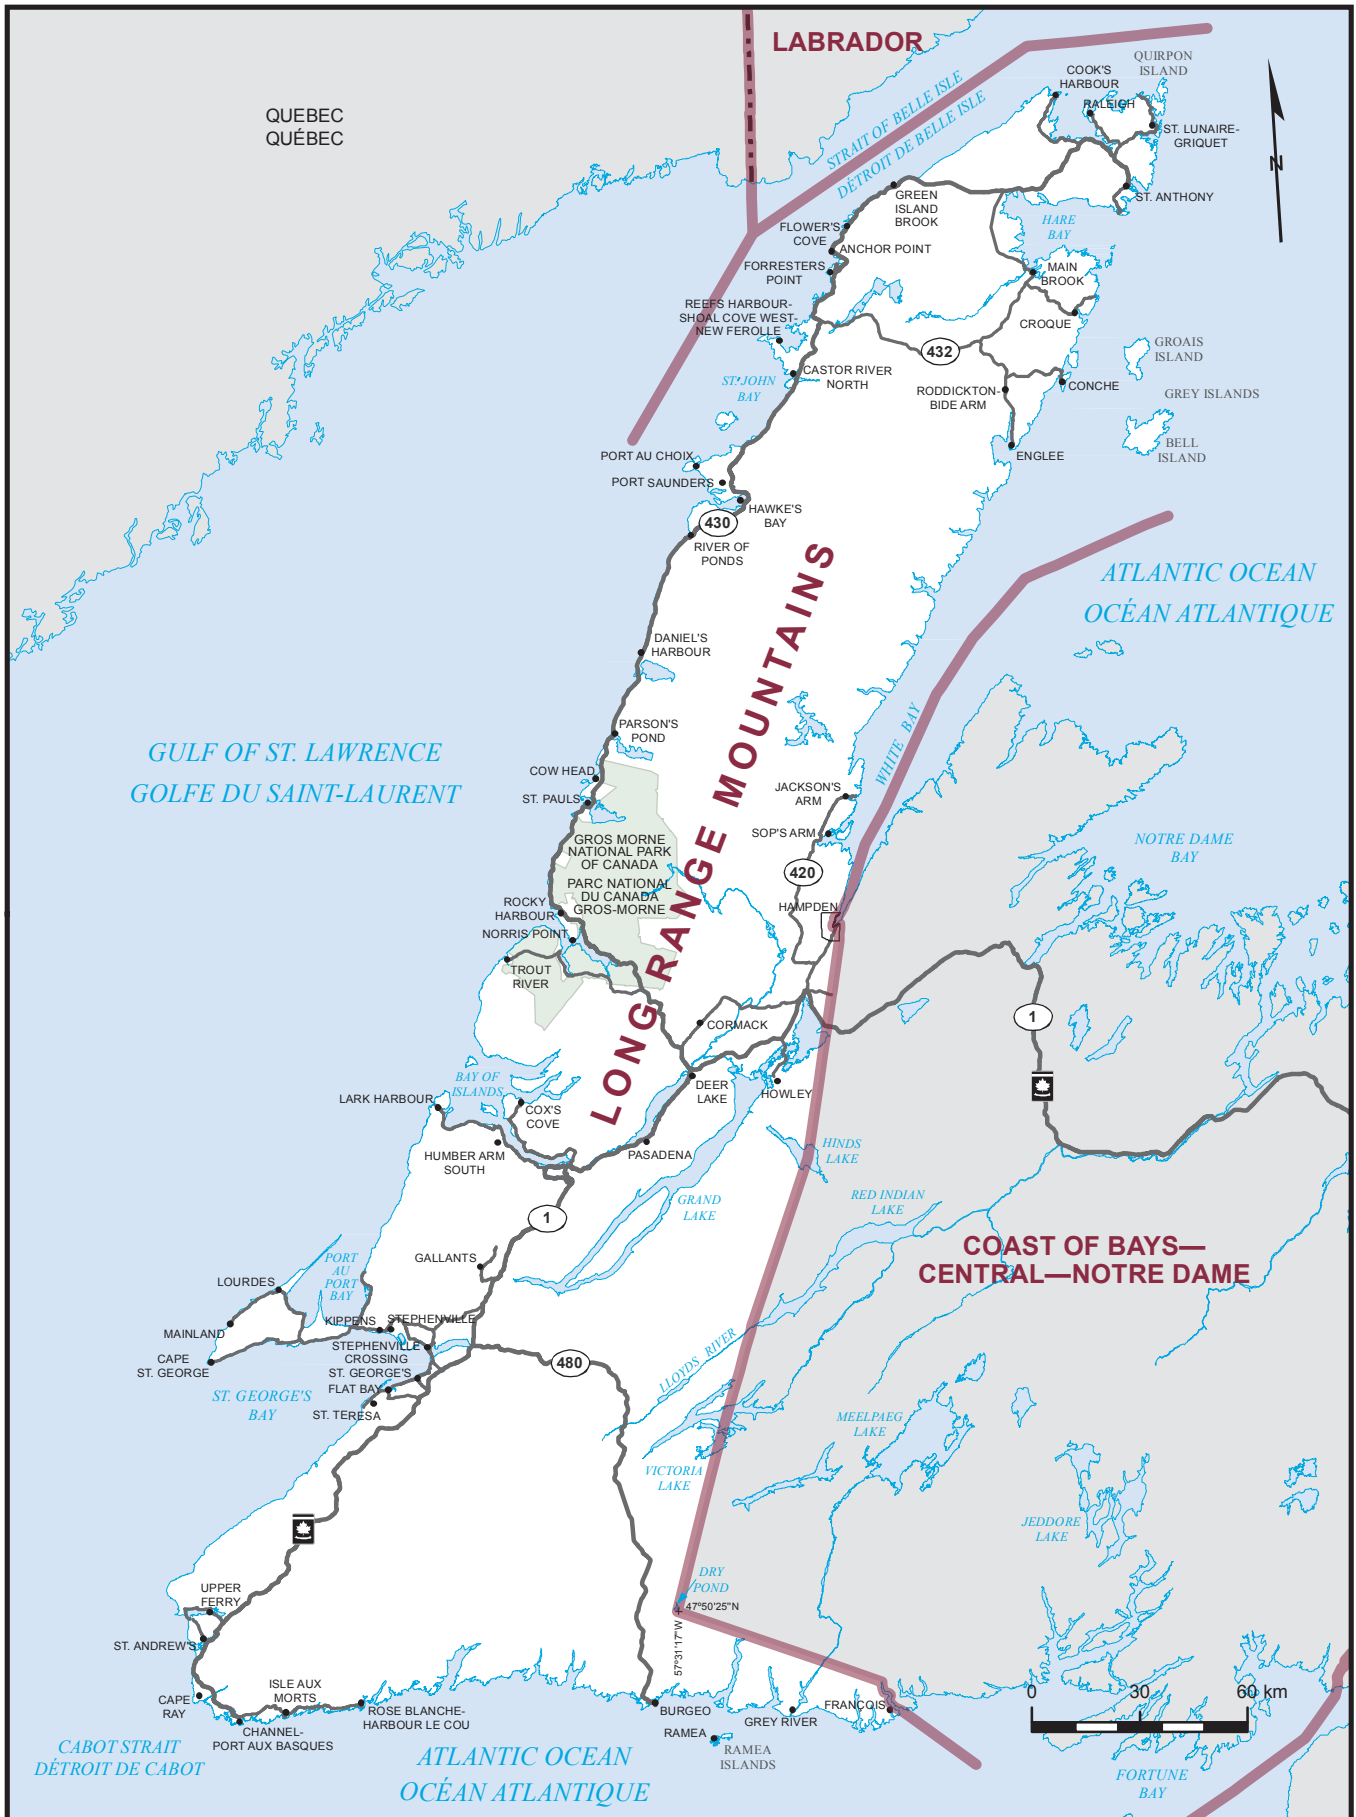 LABRADOR
QUEBEC
QUÉBEC
STRAIT OF BELLE ISLE
DÉTROIT DE BELLE ISLE
QUIRPON
ISLAND
COOK'S
HARBOUR
RALEIGH
ST. LUNAIRE-
GRIQUET
N
ST. ANTHONY
GREEN
ISLAND
BROOK
HARE
BAY
FLOWER'S
COVE
ANCHOR POINT
FORRESTERS
POINT
MAIN
BROOK
REEFS HARBOUR-
SHOAL COVE WEST-
NEW FEROLLE
CROQUE
432
GROAIS
ISLAND
CASTOR RIVER
NORTH
ST. JOHN
BAY
RODDICKTON-
BIDE ARM
CONCHE
GREY ISLANDS
BELL
ISLAND
ENGLEE
PORT AU CHOIX
PORT SAUNDERS
HAWKE'S
BAY
430
RIVER OF
PONDS
ATLANTIC OCEAN
OCÉAN ATLANTIQUE
LONG RANGE MOUNTAINS
DANIEL'S
HARBOUR
PARSON'S
POND
GULF OF ST. LAWRENCE
GOLFE DU SAINT-LAURENT
WHITE BAY
COW HEAD
ST. PAULS
JACKSON'S
ARM
SOP'S ARM
GROS MORNE
NATIONAL PARK
OF CANADA
PARC NATIONAL
DU CANADA
GROS-MORNE
NOTRE DAME
BAY
420
HAMPDEN
ROCKY
HARBOUR
NORRIS POINT
TROUT
RIVER
CORMACK
1
BAY OF
ISLANDS
DEER
LAKE
HOWLEY
LARK HARBOUR
COX'S
COVE
HUMBER ARM
SOUTH
PASADENA
HINDS
LAKE
GRAND
LAKE
RED INDIAN
LAKE
1
COAST OF BAYS—
CENTRAL—NOTRE DAME
GALLANTS
PORT
AU
PORT
BAY
LOURDES
MAINLAND
KIPPENS
STEPHENVILLE
STEPHENVILLE
CROSSING
CAPE
ST. GEORGE
ST. GEORGE'S
FLAT BAY
ST. TERESA
ST. GEORGE'S
BAY
480
LLOYDS RIVER
MEELPAEG
LAKE
VICTORIA
LAKE
JEDDORE
LAKE
DRY
POND
47°50'25"N
57°31'17"W
UPPER
FERRY
ST. ANDREW'S
CAPE
RAY
ISLE AUX
MORTS
ROSE BLANCHE-
HARBOUR LE COU
CHANNEL-
PORT AUX BASQUES
BURGEO
RAMEA
RAMEA
ISLANDS
GREY RIVER
FRANÇOIS
0 30 60 km
CABOT STRAIT
DÉTROIT DE CABOT
ATLANTIC OCEAN
OCÉAN ATLANTIQUE
FORTUNE
BAY